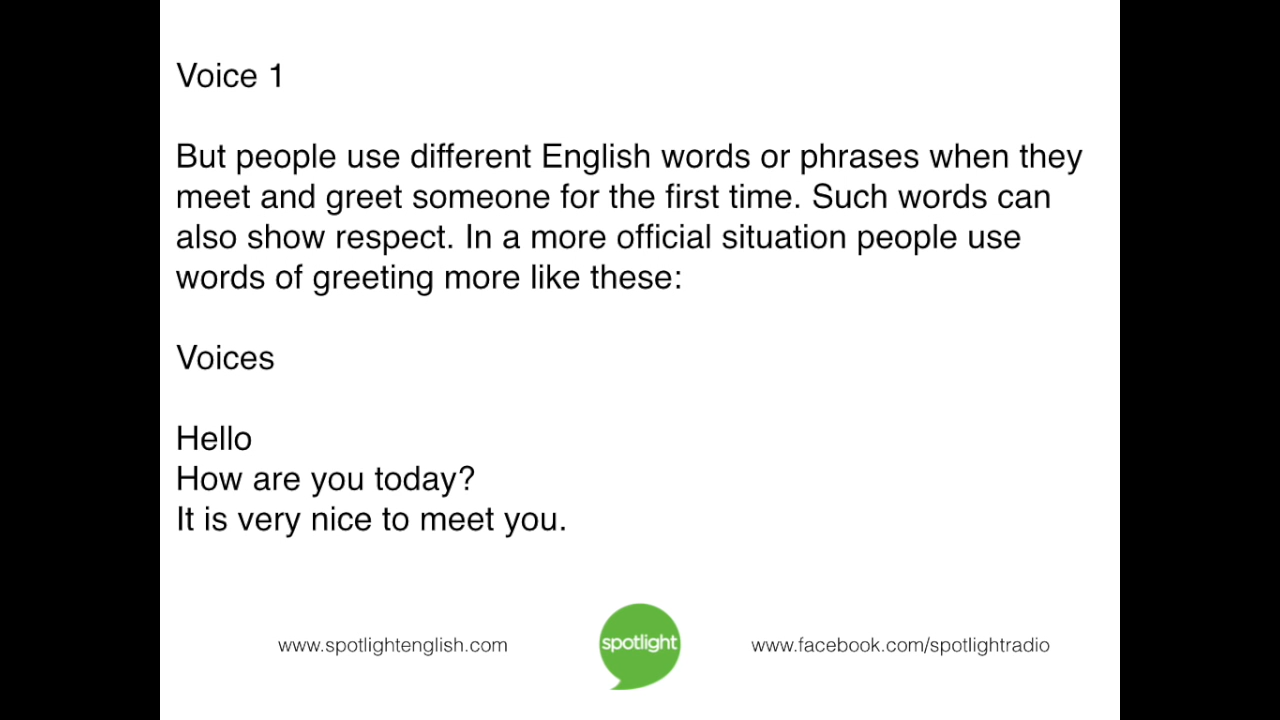 Voice 1
But people use different English words or phrases when they
meet and greet someone for the first time. Such words can
also show respect. In a more official situation people use
words of greeting more like these:
Voices
Hello
How are you today?
It is very nice to meet you.
www.spotlightenglish.com
spotlight
www.facebook.com/spotlightradio